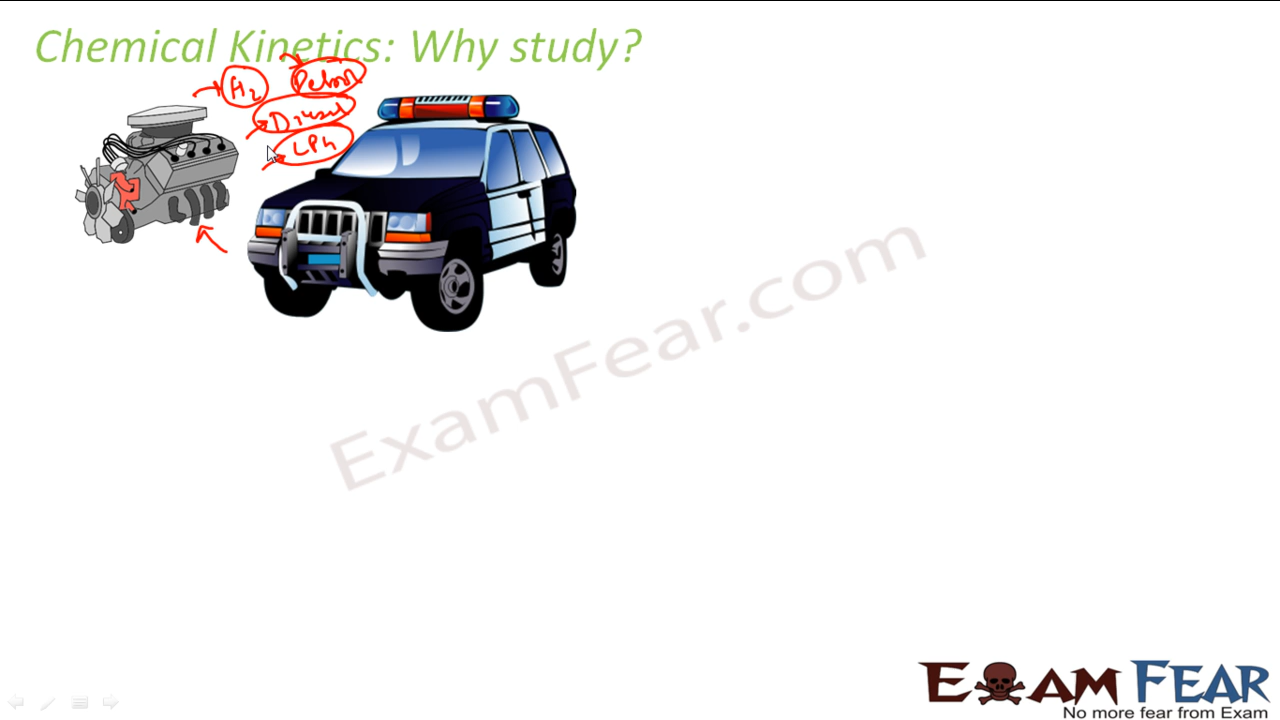 Chemical Kinetics: Why study?
H2
Petrol
Diesel
LPG
ExamFear.com
EXAM FEAR
No more fear from Exam